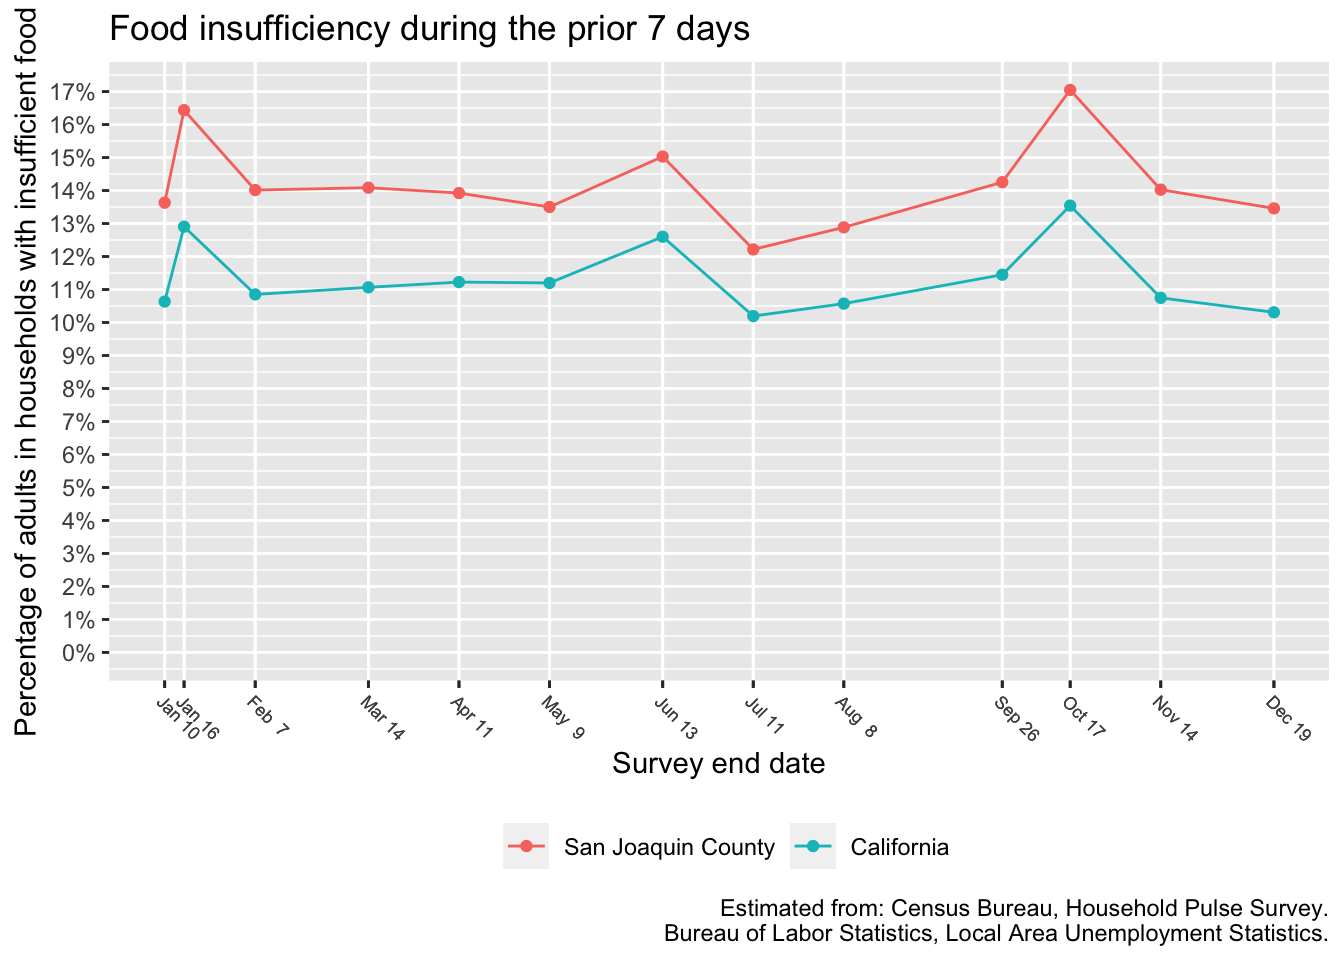 Food insufficiency during the prior 7 days
Percentage of adults in households with insufficient food
17%
16%
15%
14%
13%
12%
11%
10%
9%
8%
7%
6%
5%
4%
3%
2%
1%
0%
Jan 10
Jan 16
Feb 7
Mar 14
Apr 11
May 9
Jun 13
Jul 11
Aug 8
Sep 26
Oct 17
Nov 14
Dec 19
Survey end date
San Joaquin County
California
Estimated from: Census Bureau, Household Pulse Survey.
Bureau of Labor Statistics, Local Area Unemployment Statistics.